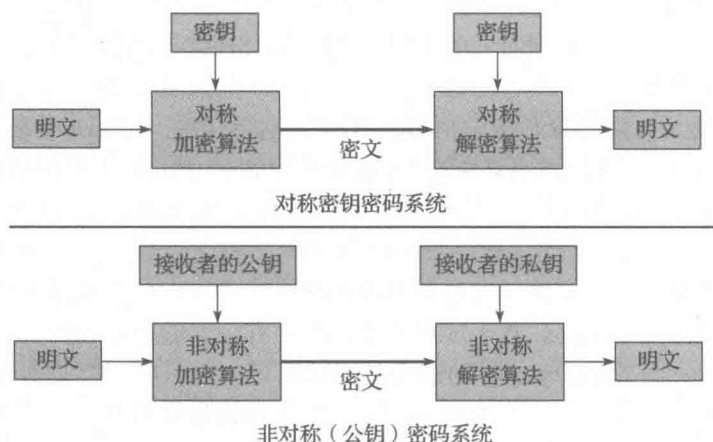 密钥
密钥
明文
对称
加密算法
密文
对称
解密算法
明文
对称密钥密码系统
接收者的公钥
接收者的私钥
明文
非对称
加密算法
密文
非对称
解密算法
明文
非对称（公钥）密码系统